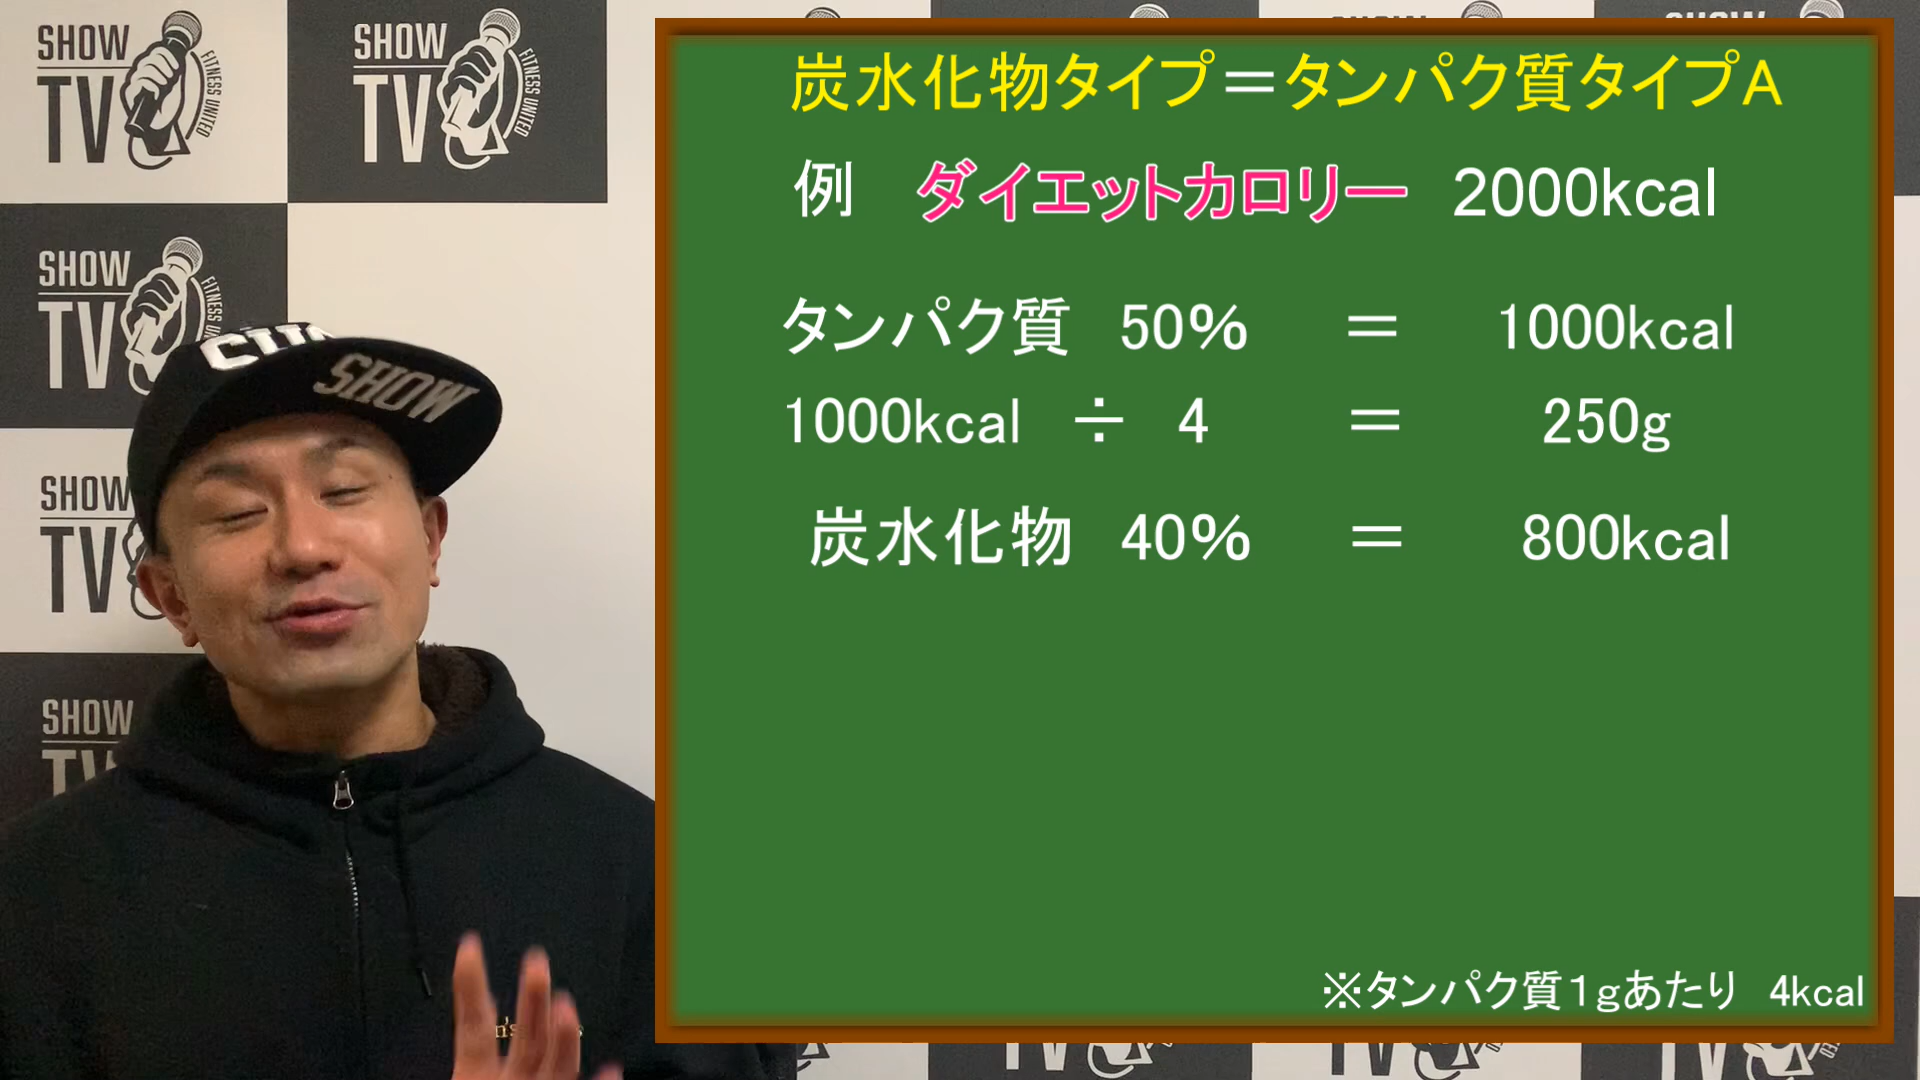 SHOW TV FITNESS UNITED
SHOW TV FITNESS UNITED
SHOW TV FITNESS UNITED
SHOW TV
SHOW
SHOW
炭水化物タイプ＝タンパク質タイプA
例 ダイエットカロリー 2000kcal
タンパク質 50% ＝ 1000kcal
1000kcal ÷ 4 ＝ 250g
炭水化物 40% ＝ 800kcal
※タンパク質１gあたり 4kcal